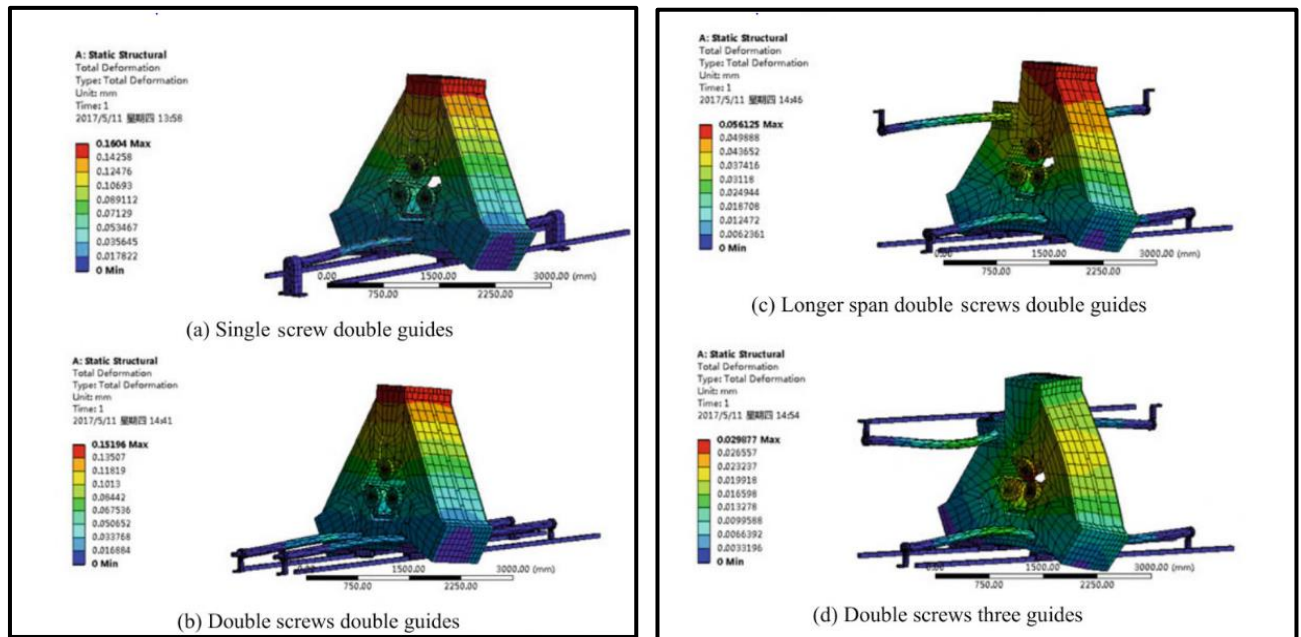 A: Static Structural
Total Deformation
Type: Total Deformation
Unit: mm
Time: 1
2017/5/11 星期四 13:58
0.1604 Max
0.14258
0.12476
0.10693
0.089112
0.07129
0.053467
0.035645
0.017822
0 Min
0.00 1500.00 3000.00 (mm)
750.00 2250.00
(a) Single screw double guides
A: Static Structural
Total Deformation
Type: Total Deformation
Unit: mm
Time: 1
2017/5/11 星期四 14:41
0.15196 Max
0.13507
0.11819
0.1013
0.08442
0.067536
0.050652
0.033768
0.016884
0 Min
0.00 1500.00 3000.00 (mm)
750.00 2250.00
(b) Double screws double guides
A: Static Structural
Total Deformation
Type: Total Deformation
Unit: mm
Time: 1
2017/5/11 星期四 14:46
0.056125 Max
0.049888
0.043652
0.037416
0.03118
0.024944
0.018708
0.012472
0.0062361
0 Min
0.00 1500.00 3000.00 (mm)
750.00 2250.00
(c) Longer span double screws double guides
A: Static Structural
Total Deformation
Type: Total Deformation
Unit: mm
Time: 1
2017/5/11 星期四 14:54
0.029877 Max
0.026557
0.023237
0.019918
0.016598
0.013278
0.0099588
0.0066392
0.0033196
0 Min
0.00 1500.00 3000.00 (mm)
750.00 2250.00
(d) Double screws three guides